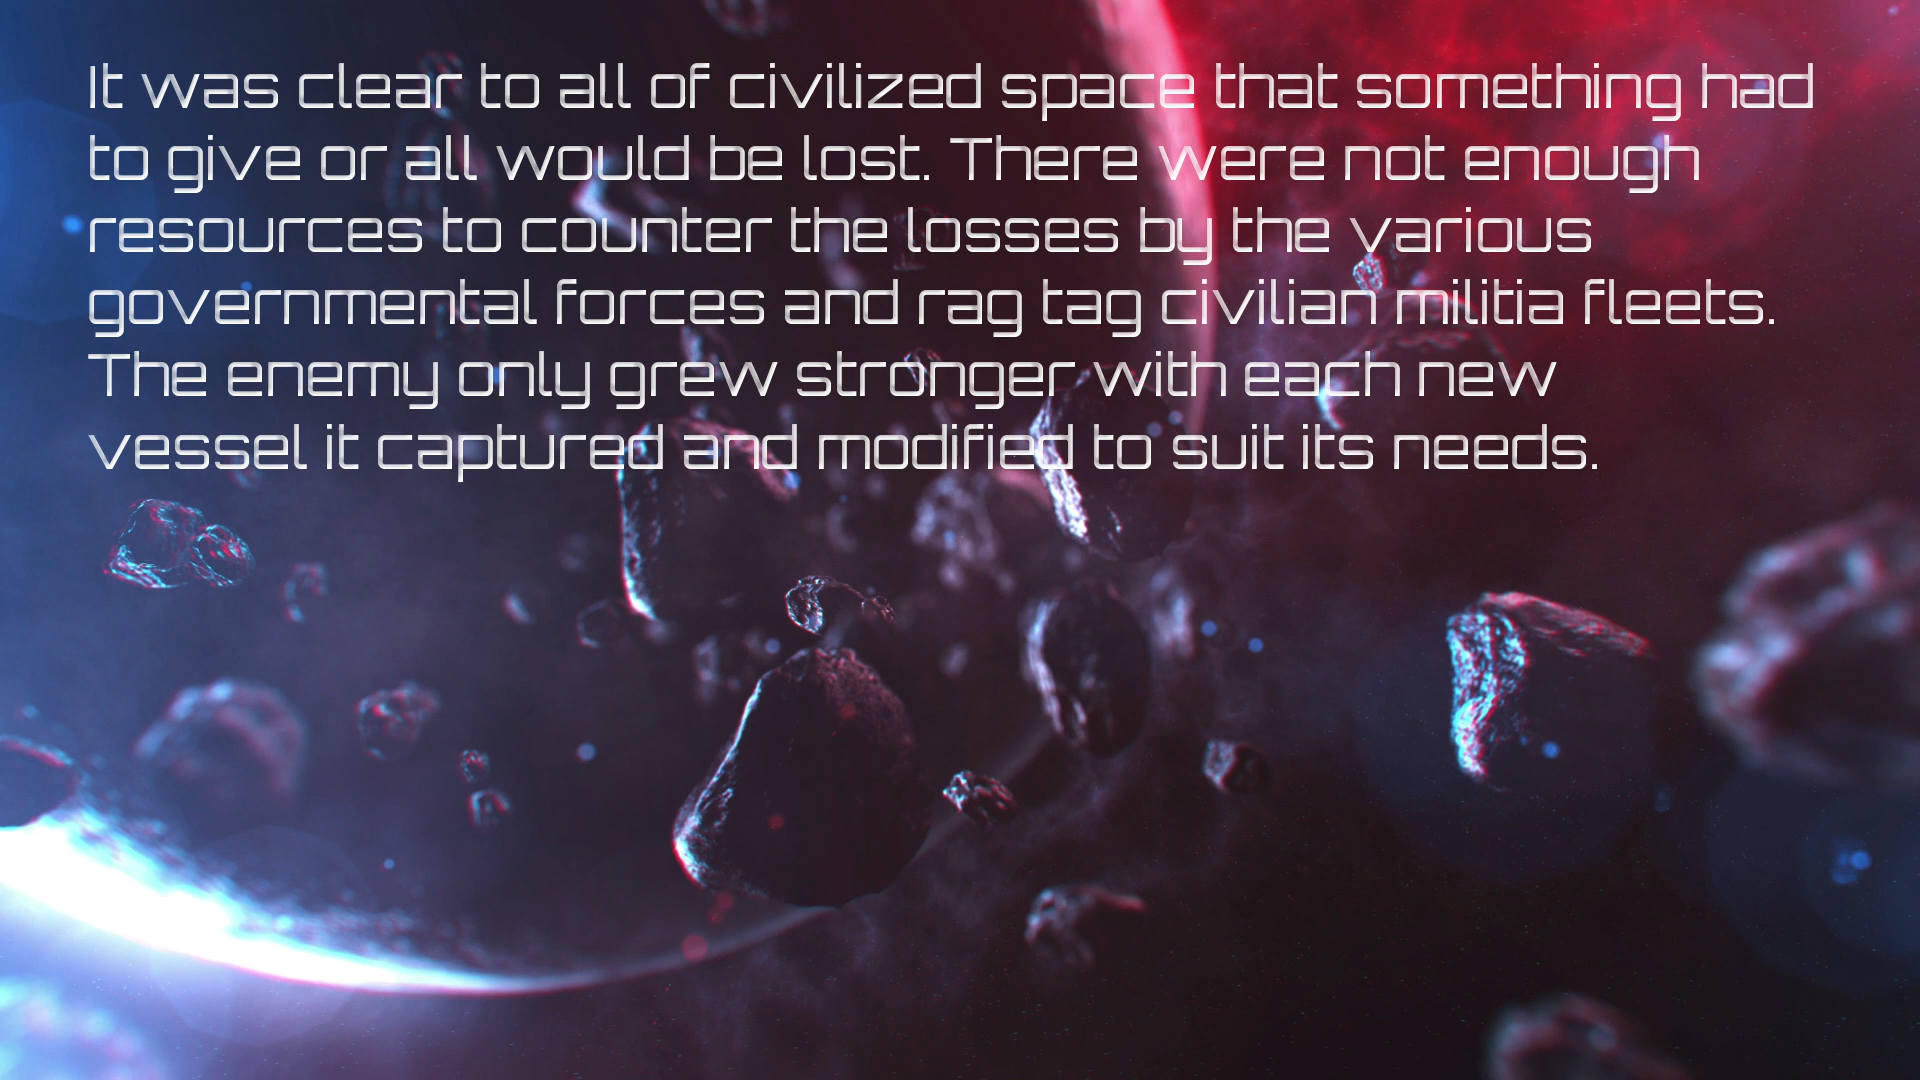 It was clear to all of civilized space that something had
to give or all would be lost. There were not enough
resources to counter the losses by the various
governmental forces and rag tag civilian militia fleets.
The enemy only grew stronger with each new
vessel it captured and modified to suit its needs.